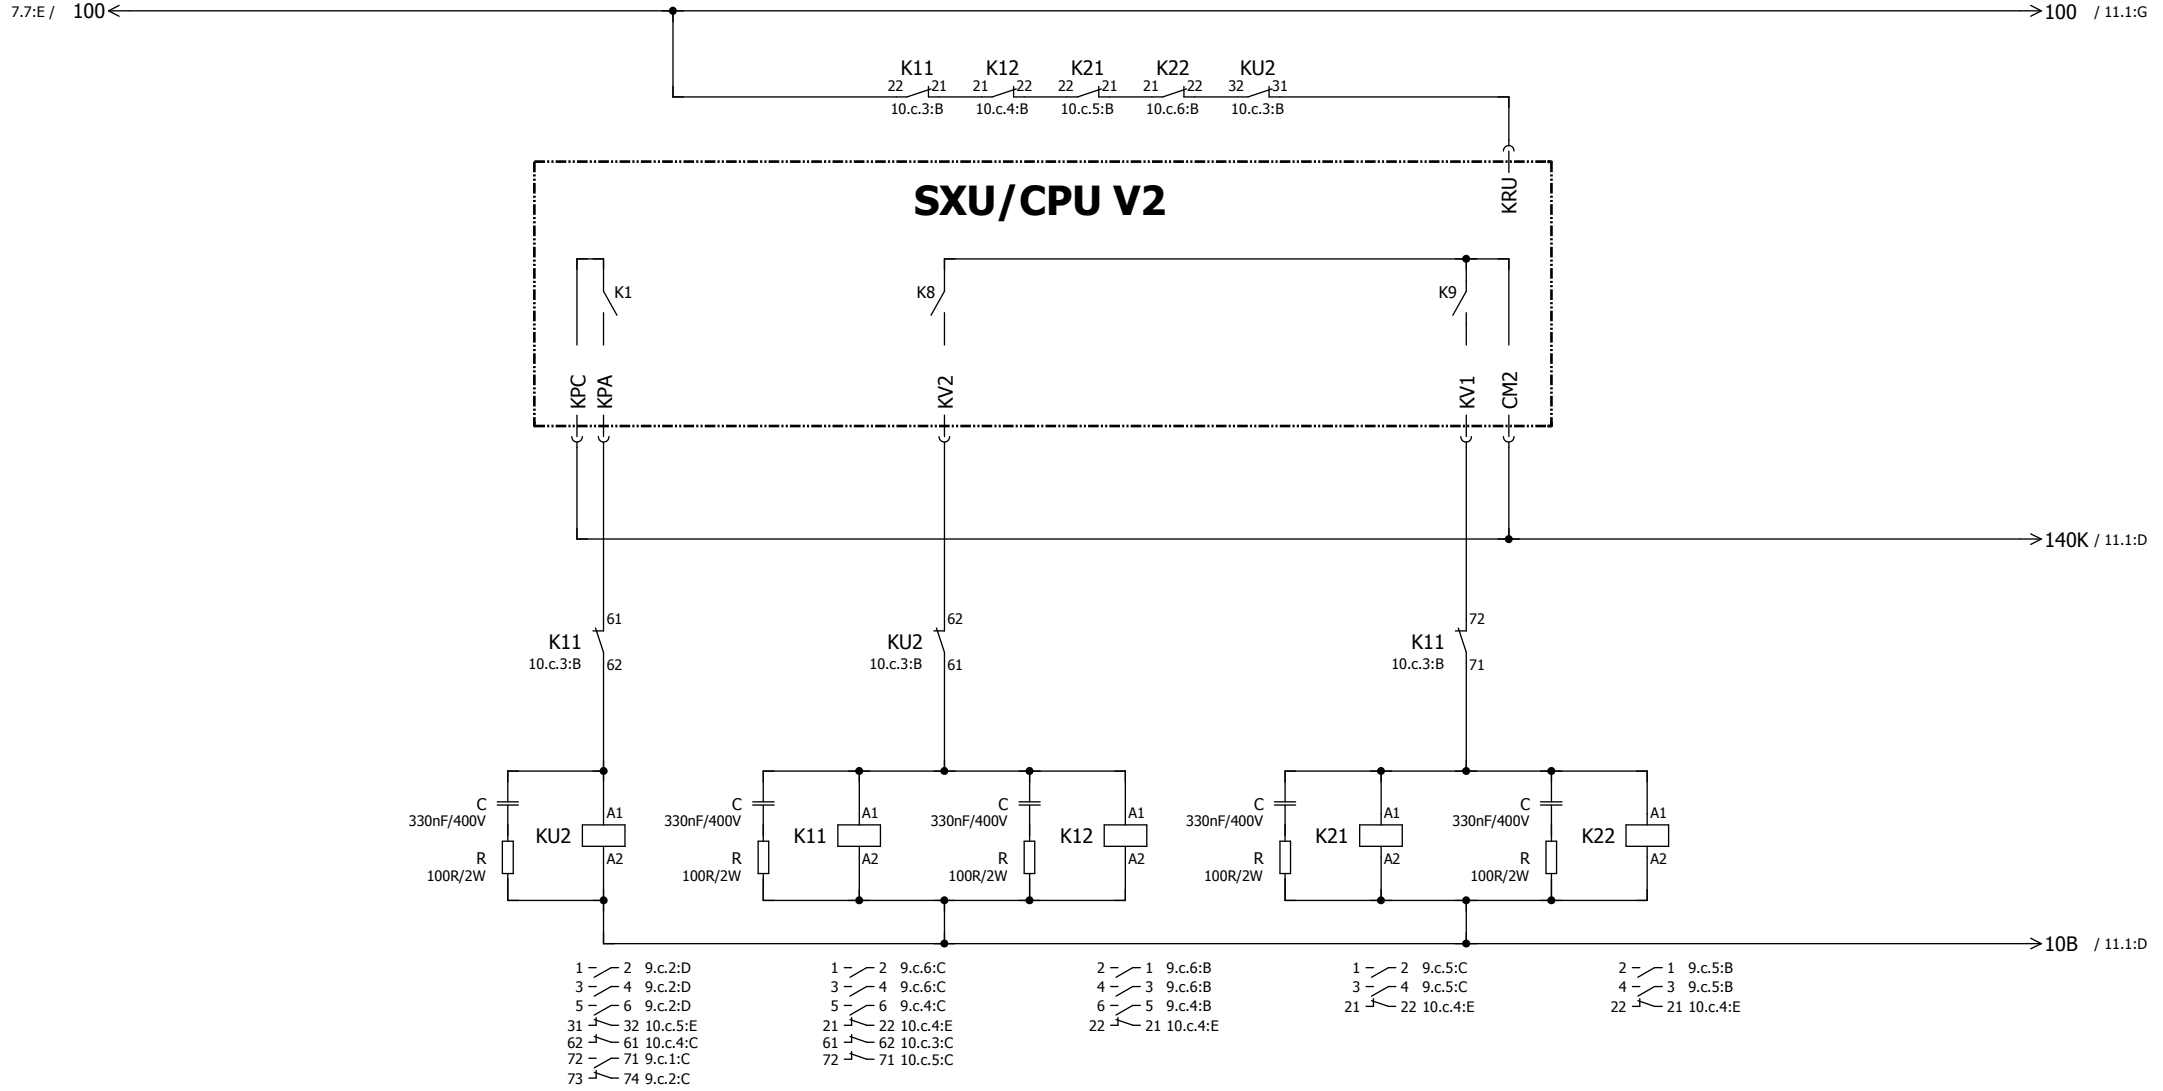 7.7:E / 100
100 / 11.1:G
K11 K12 K21 K22 KU2
22 21 21 22 22 21 21 22 32 31
10.c.3:B 10.c.4:B 10.c.5:B 10.c.6:B 10.c.3:B
SXU/CPU V2
KRU
K1
K8
K9
KPC
KPA
KV2
KV1
CM2
140K / 11.1:D
61
K11
10.c.3:B
62
62
KU2
10.c.3:B
61
72
K11
10.c.3:B
71
C
330nF/400V
R
100R/2W
KU2
A1
A2
C
330nF/400V
R
100R/2W
K11
A1
A2
C
330nF/400V
R
100R/2W
K12
A1
A2
C
330nF/400V
R
100R/2W
K21
A1
A2
C
330nF/400V
R
100R/2W
K22
A1
A2
10B / 11.1:D
1 2 9.c.2:D
3 4 9.c.2:D
5 6 9.c.2:D
31 32 10.c.5:E
62 61 10.c.4:C
72 71 9.c.1:C
73 74 9.c.2:C
1 2 9.c.6:C
3 4 9.c.6:C
5 6 9.c.4:C
21 22 10.c.4:E
61 62 10.c.3:C
72 71 10.c.5:C
2 1 9.c.6:B
4 3 9.c.6:B
6 5 9.c.4:B
22 21 10.c.4:E
1 2 9.c.5:C
3 4 9.c.5:C
21 22 10.c.4:E
2 1 9.c.5:B
4 3 9.c.5:B
22 21 10.c.4:E